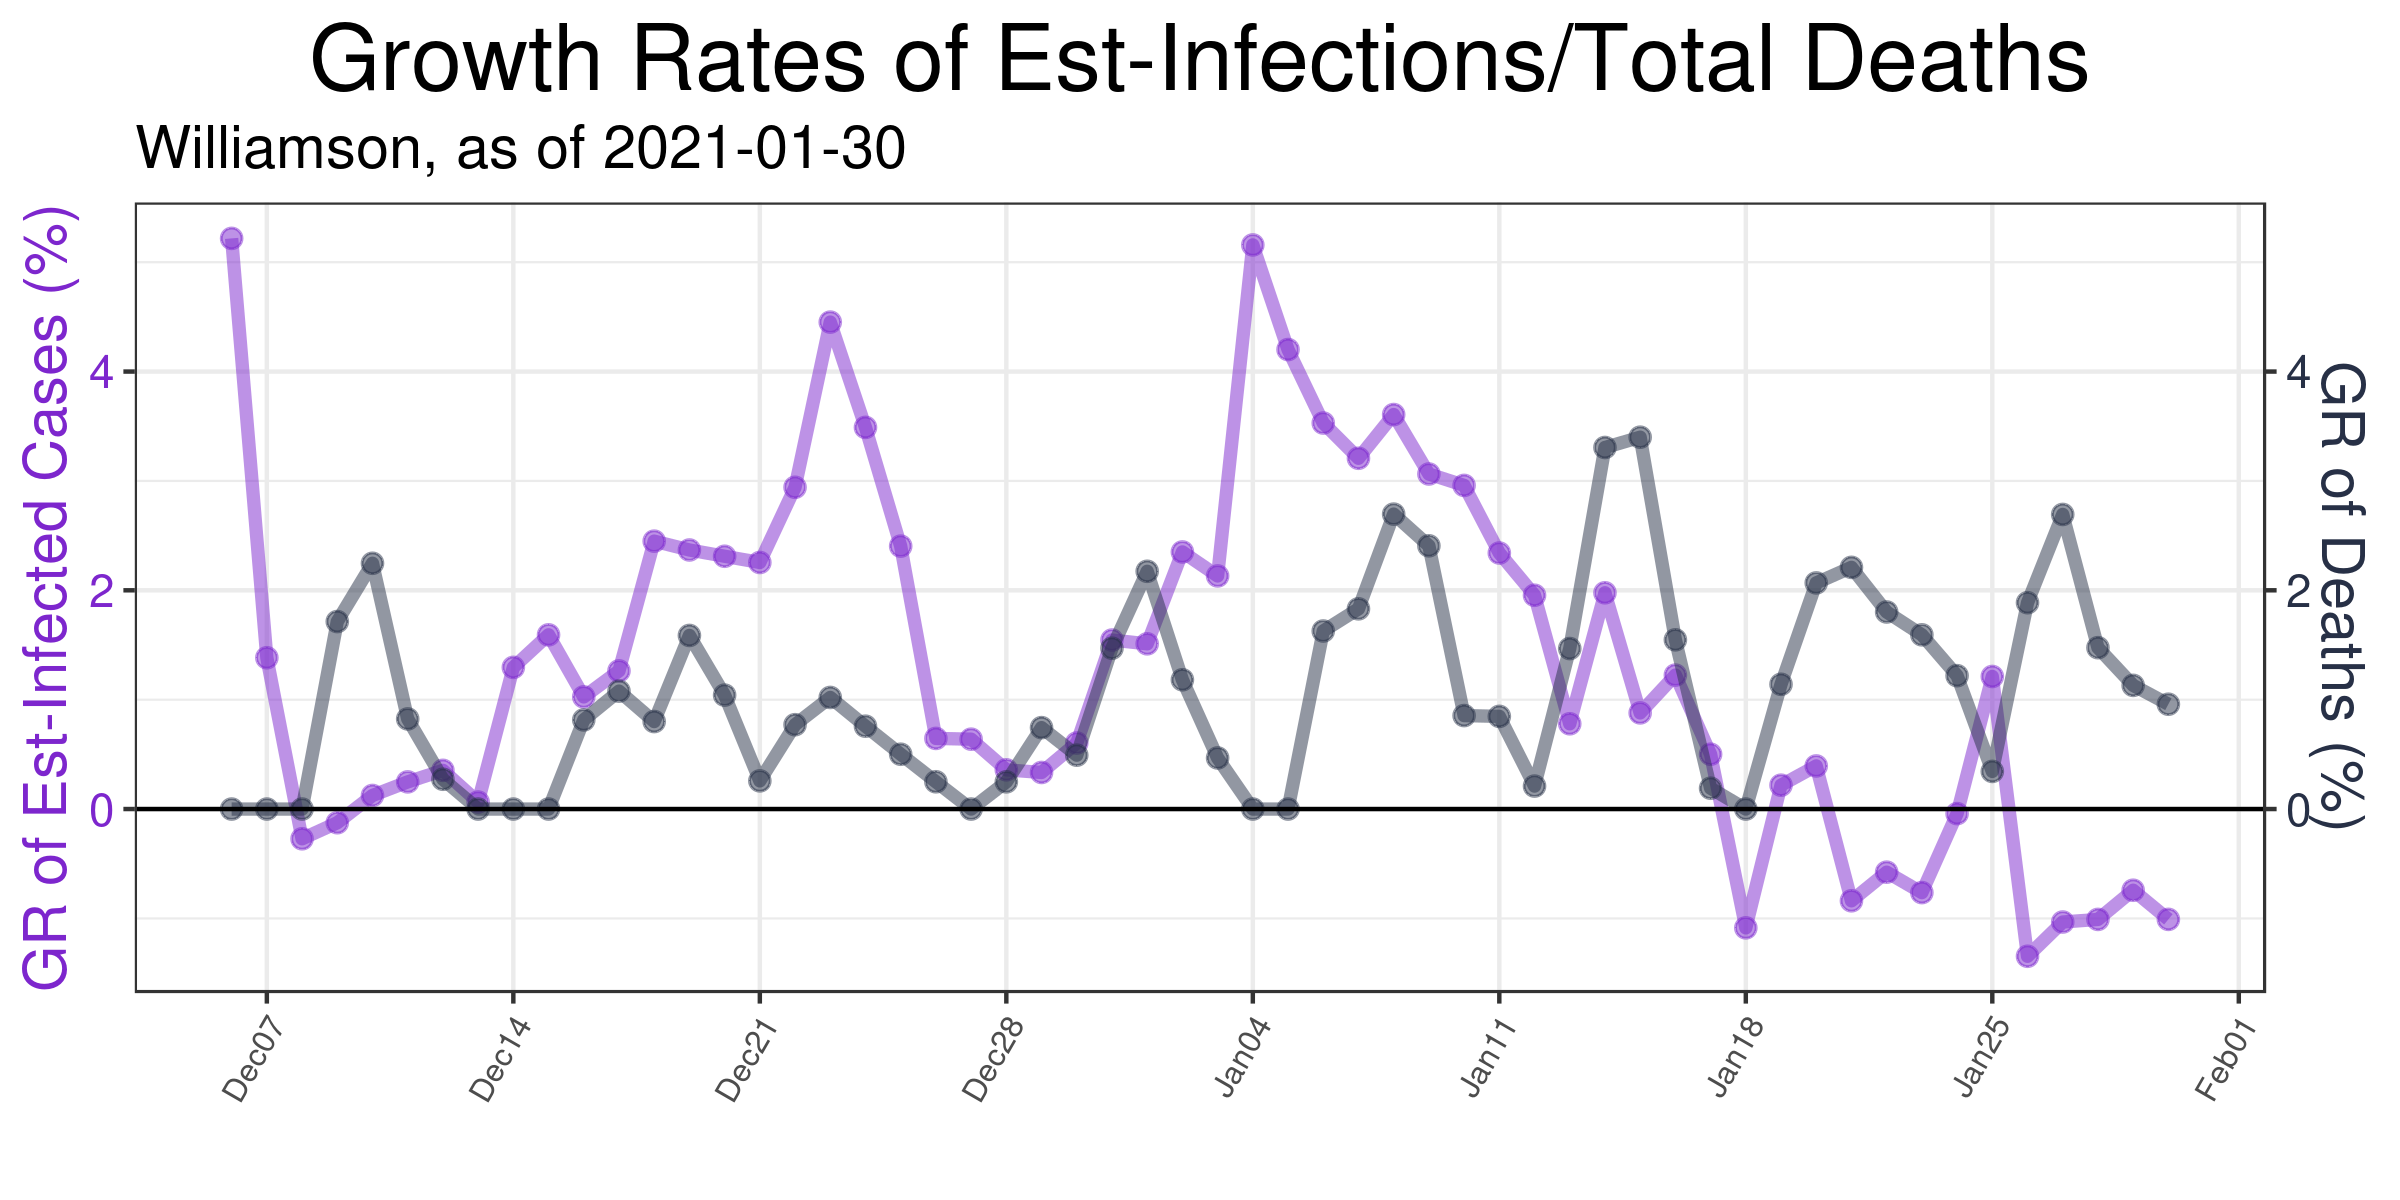 Growth Rates of Est-Infections/Total Deaths
Williamson, as of 2021-01-30
GR of Est-Infected Cases (%)
4
2
0
4
2
0
GR of Deaths (%)
Dec07
Dec14
Dec21
Dec28
Jan04
Jan11
Jan18
Jan25
Feb01